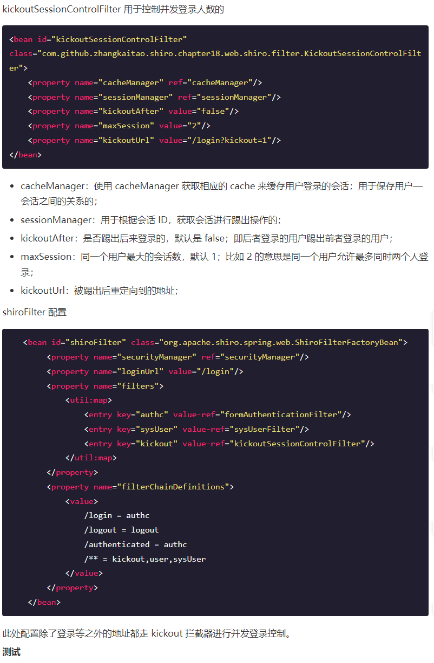 kickoutSessionControlFilter 用于控制并发登录人数的
<bean id="kickoutSessionControlFilter"
class="com.github.zhangkaitao.shiro.chapter18.web.shiro.filter.KickoutSessionControlFilt
er">
    <property name="cacheManager" ref="cacheManager"/>
    <property name="sessionManager" ref="sessionManager"/>
    <property name="kickoutAfter" value="false"/>
    <property name="maxSession" value="2"/>
    <property name="kickoutUrl" value="/login?kickout=1"/>
</bean>
• cacheManager：使用 cacheManager 获取相应的 cache 来缓存用户登录的会话；用于保存用户—
会话之间的关系的；
• sessionManager：用于根据会话 ID，获取会话进行踢出操作的；
• kickoutAfter：是否踢出后来登录的，默认是 false；即后者登录的用户踢出前者登录的用户；
• maxSession：同一个用户最大的会话数，默认 1；比如 2 的意思是同一个用户允许最多同时两个人登
录；
• kickoutUrl：被踢出后重定向到的地址；
shiroFilter 配置
<bean id="shiroFilter" class="org.apache.shiro.spring.web.ShiroFilterFactoryBean">
    <property name="securityManager" ref="securityManager"/>
    <property name="loginUrl" value="/login"/>
    <property name="filters">
        <util:map>
            <entry key="authc" value-ref="formAuthenticationFilter"/>
            <entry key="sysUser" value-ref="sysUserFilter"/>
            <entry key="kickout" value-ref="kickoutSessionControlFilter"/>
        </util:map>
    </property>
    <property name="filterChainDefinitions">
        <value>
            /login = authc
            /logout = logout
            /authenticated = authc
            /** = kickout,user,sysUser
        </value>
    </property>
</bean>
此处配置除了登录等之外的地址都走 kickout 拦截器进行并发登录控制。
测试